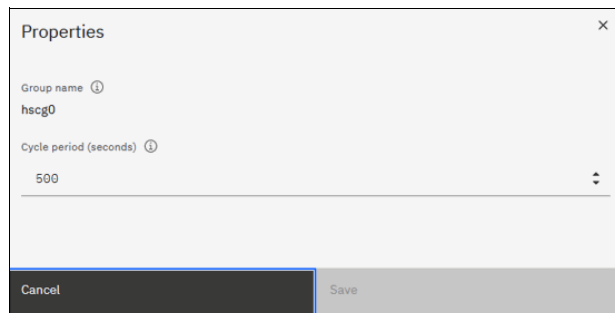 Properties
Group name
hscg0
Cycle period (seconds)
500
Cancel
Save